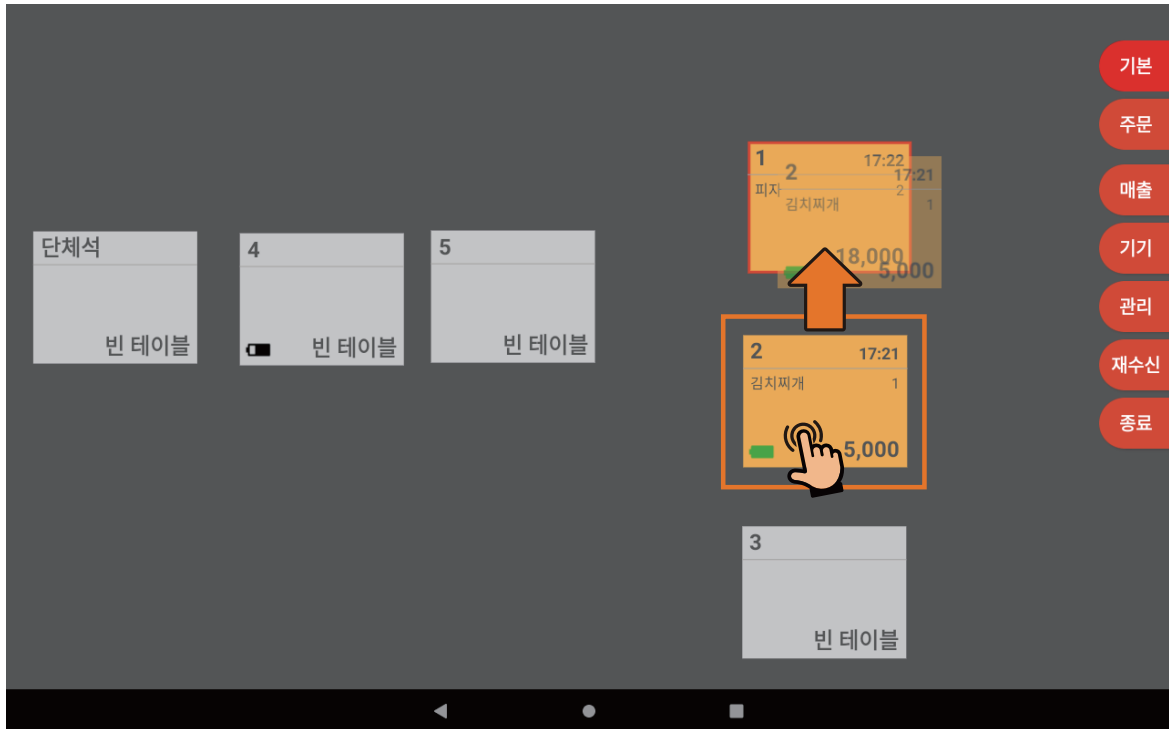 단체석
빈 테이블
4
빈 테이블
5
빈 테이블
1 17:22
피자 2
18,000
2 17:21
김치찌개 1
5,000
2 17:21
김치찌개 1
5,000
3
빈 테이블
기본
주문
매출
기기
관리
재수신
종료